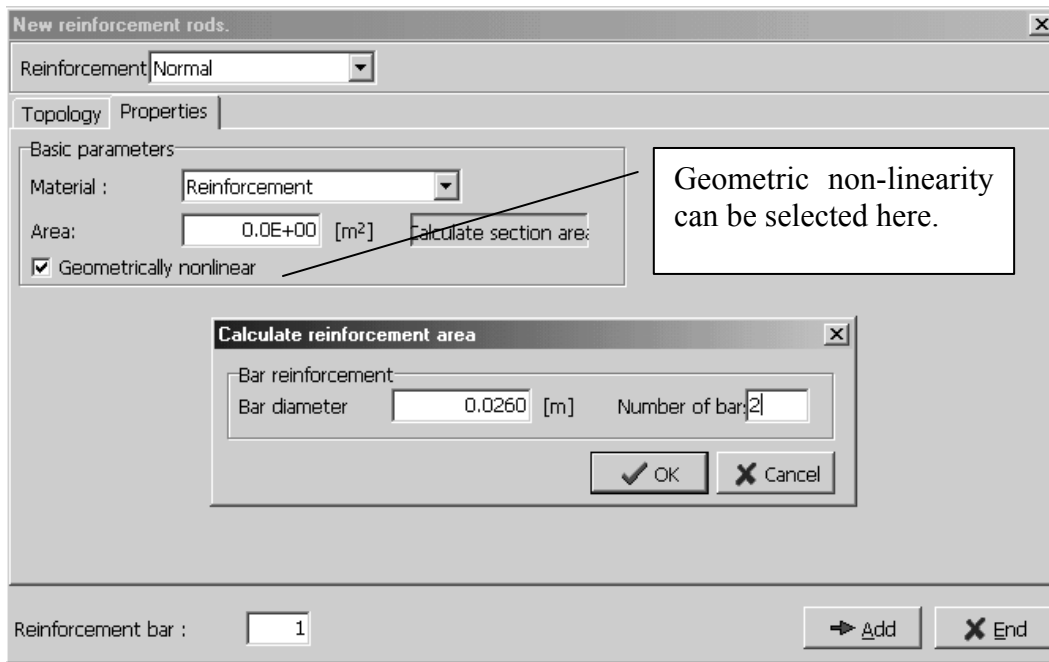 New reinforcement rods.
Reinforcement Normal
Topology Properties
Basic parameters
Material : Reinforcement
Area: 0.0E+00 [m²] Calculate section area
Geometrically nonlinear
Geometric non-linearity
can be selected here.
Calculate reinforcement area
Bar reinforcement
Bar diameter 0.0260 [m] Number of bars 2
OK Cancel
Reinforcement bar : 1
Add End